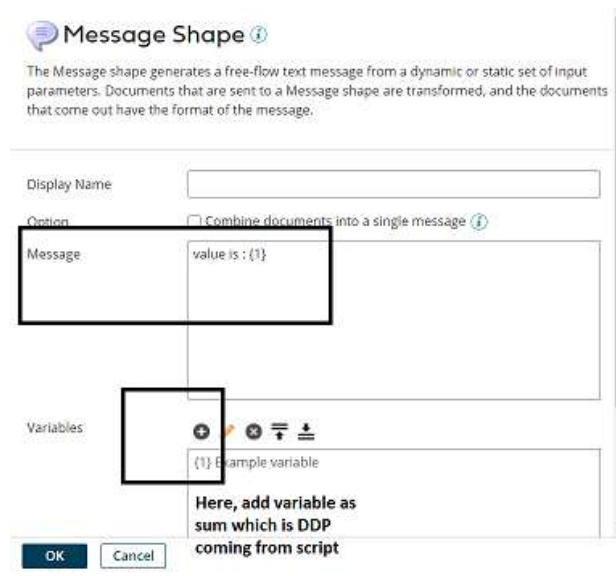 Message Shape
The Message shape generates a free-flow text message from a dynamic or static set of input
parameters. Documents that are sent to a Message shape are transformed, and the documents
that come out have the format of the message.
Display Name
Option Combine documents into a single message
Message value is : {1}
Variables
{1} Example variable
Here, add variable as
sum which is DDP
coming from script
OK Cancel